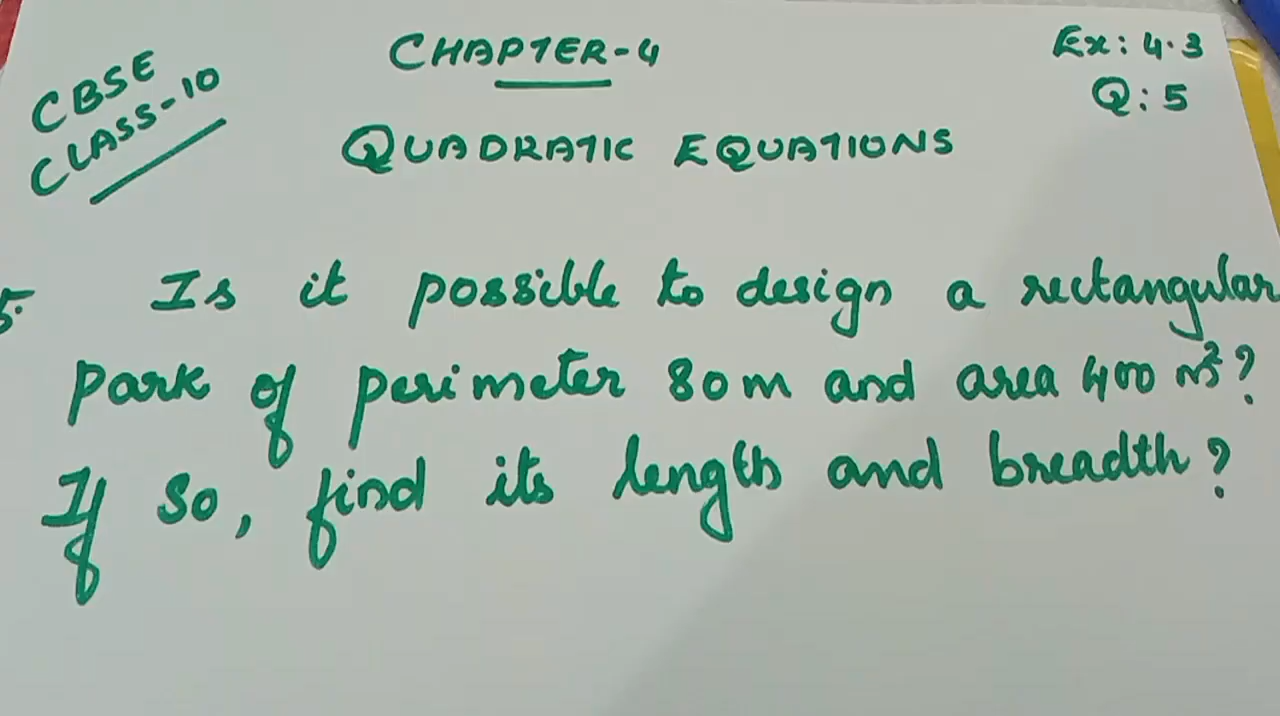 CHAPTER-4
Ex: 4.3
Q: 5
CBSE
CLASS-10
QUADRATIC EQUATIONS
5. Is it possible to design a rectangular
park of perimeter 80m and area 400 m²?
If so, find its length and breadth?